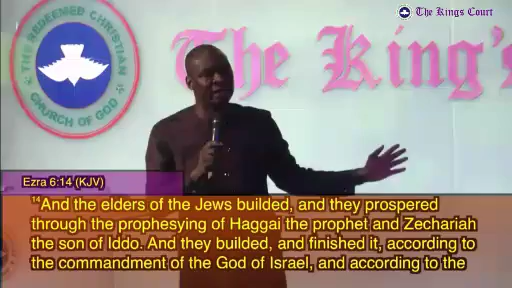 THE REDEEMED CHRISTIAN
CHURCH OF GOD
The Kings Court
The King's
Ezra 6:14 (KJV)
14And the elders of the Jews builded, and they prospered
through the prophesying of Haggai the prophet and Zechariah
the son of Iddo. And they builded, and finished it, according to
the commandment of the God of Israel, and according to the